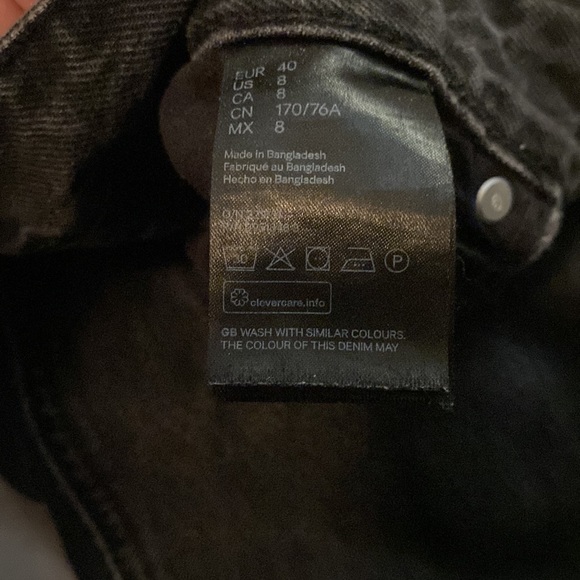 EUR 40
US 8
CA 8
CN 170/76A
MX 8
Made in Bangladesh
Fabriqué au Bangladesh
Hecho en Bangladesh
30
P
clevercare.info
GB WASH WITH SIMILAR COLOURS.
THE COLOUR OF THIS DENIM MAY